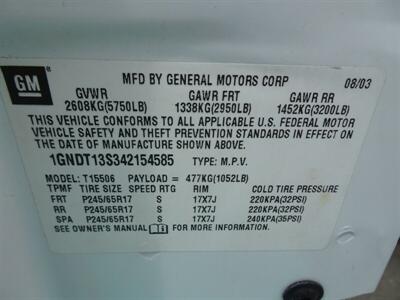 GM
MFD BY GENERAL MOTORS CORP 08/03
GVWR GAWR FRT GAWR RR
2608KG(5750LB) 1338KG(2950LB) 1452KG(3200LB)
THIS VEHICLE CONFORMS TO ALL APPLICABLE U.S. FEDERAL MOTOR
VEHICLE SAFETY AND THEFT PREVENTION STANDARDS IN EFFECT ON
THE DATE OF MANUFACTURE SHOWN ABOVE.
1GNDT13S342154585 TYPE: M.P.V.
MODEL: T15506 PAYLOAD = 477KG(1052LB)
TPMF TIRE SIZE SPEED RTG RIM COLD TIRE PRESSURE
FRT P245/65R17 S 17X7J 220KPA(32PSI)
RR P245/65R17 S 17X7J 220KPA(32PSI)
SPA P245/65R17 S 17X7J 240KPA(35PSI)
SEE OWNER'S MANUAL FOR MORE INFORMATION.